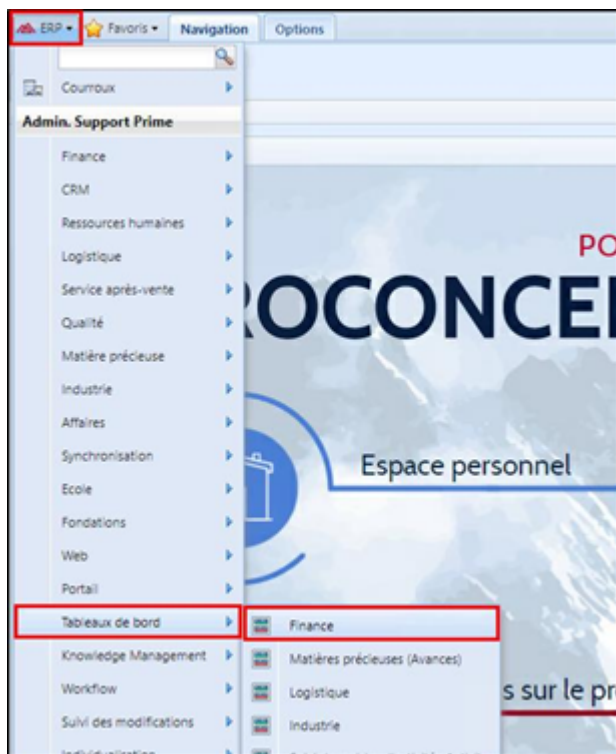 ERP Favoris Navigation Options
Courroux
Admin. Support Prime
Finance
CRM
Ressources humaines
PO
Logistique
Service après-vente
OCONCE
Qualité
Matière précieuse
Industrie
Affaires
Synchronisation
Espace personnel
Ecole
Fondations
Web
Portail
Tableaux de bord
Finance
Knowledge Management
Matières précieuses (Avances)
Workflow
Logistique
s sur le pr
Suivi des modifications
Industrie